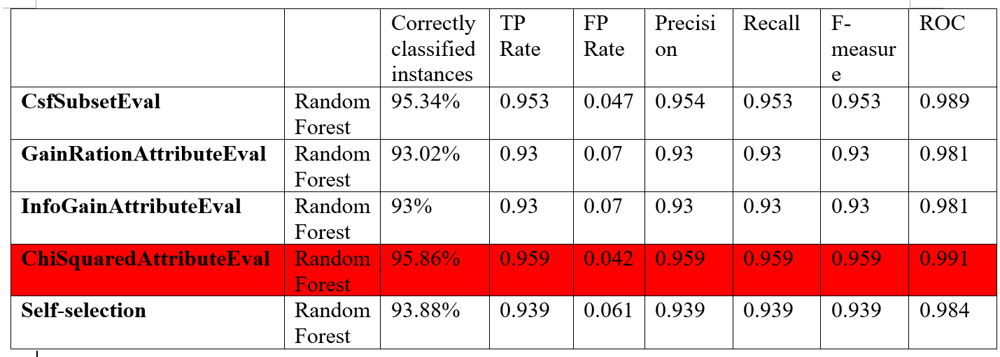 Correctly classified instances TP Rate FP Rate Precisi on Recall F- measur e ROC
CsfSubsetEval Random Forest 95.34% 0.953 0.047 0.954 0.953 0.953 0.989
GainRationAttributeEval Random Forest 93.02% 0.93 0.07 0.93 0.93 0.93 0.981
InfoGainAttributeEval Random Forest 93% 0.93 0.07 0.93 0.93 0.93 0.981
ChiSquaredAttributeEval Random Forest 95.86% 0.959 0.042 0.959 0.959 0.959 0.991
Self-selection Random Forest 93.88% 0.939 0.061 0.939 0.939 0.939 0.984